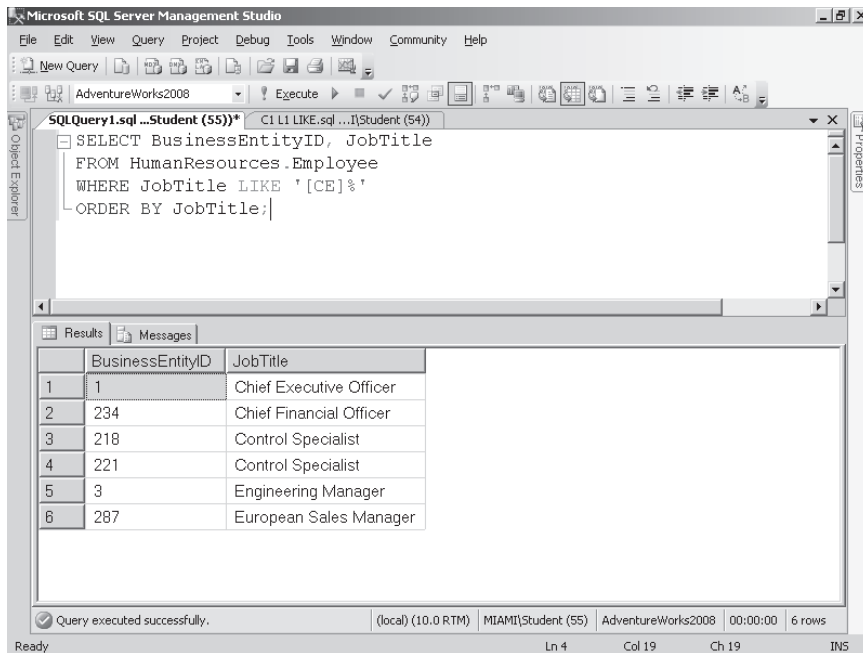 Microsoft SQL Server Management Studio
File Edit View Query Project Debug Tools Window Community Help
New Query
AdventureWorks2008 Execute
SQLQuery1.sql ...Student (55))* C1 L1 LIKE.sql ...I\Student (54))
Object Explorer
Properties
SELECT BusinessEntityID, JobTitle
FROM HumanResources.Employee
WHERE JobTitle LIKE '[CE]%'
ORDER BY JobTitle;
Results Messages
BusinessEntityID JobTitle
1 1 Chief Executive Officer
2 234 Chief Financial Officer
3 218 Control Specialist
4 221 Control Specialist
5 3 Engineering Manager
6 287 European Sales Manager
Query executed successfully. (local) (10.0 RTM) MIAMI\Student (55) AdventureWorks2008 00:00:00 6 rows
Ready Ln 4 Col 19 Ch 19 INS